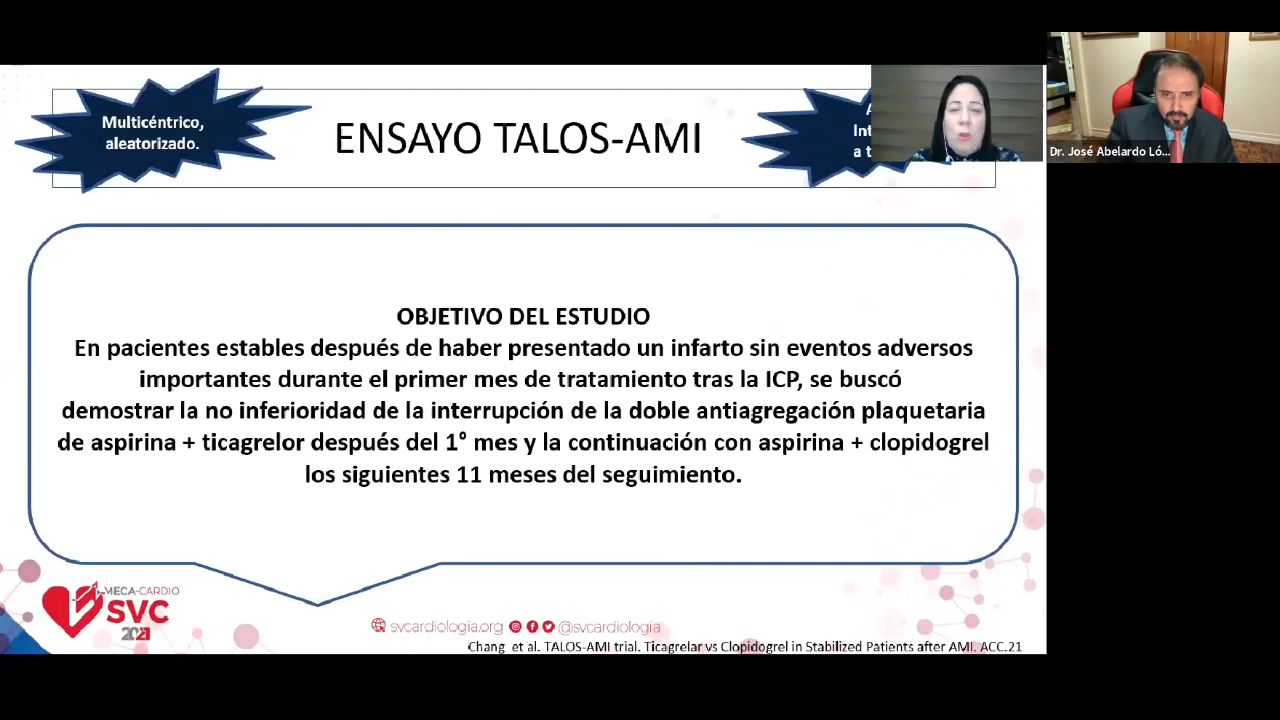 Multicéntrico,
aleatorizado.
ENSAYO TALOS-AMI
A
Int
a t
Dr. José Abelardo Ló...
OBJETIVO DEL ESTUDIO
En pacientes estables después de haber presentado un infarto sin eventos adversos
importantes durante el primer mes de tratamiento tras la ICP, se buscó
demostrar la no inferioridad de la interrupción de la doble antiagregación plaquetaria
de aspirina + ticagrelor después del 1° mes y la continuación con aspirina + clopidogrel
los siguientes 11 meses del seguimiento.
MECA-CARDIO
SVC
2021
svcardiologia.org @svcardiologia
Chang et al. TALOS-AMI trial. Ticagrelar vs Clopidogrel in Stabilized Patients after AMI. ACC.21